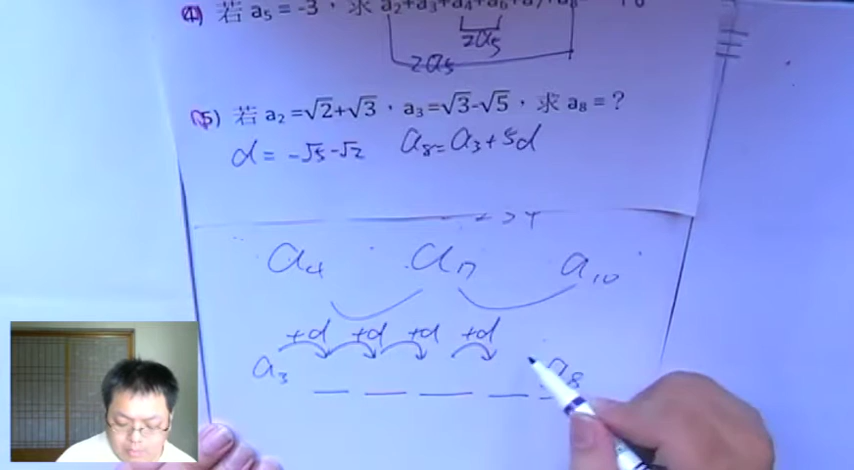 (4) 若 a₅ = -3，求 a₂+a₃+a₄+a₆+a₇+a₈
2a₅
2a₅
(5) 若 a₂ =√2+√3，a₃=√3-√5，求 a₈ = ?
d = -√5-√2 a₈=a₃+5d
a₄ a₇ a₁₀
+d +d +d +d
a₃ a₈